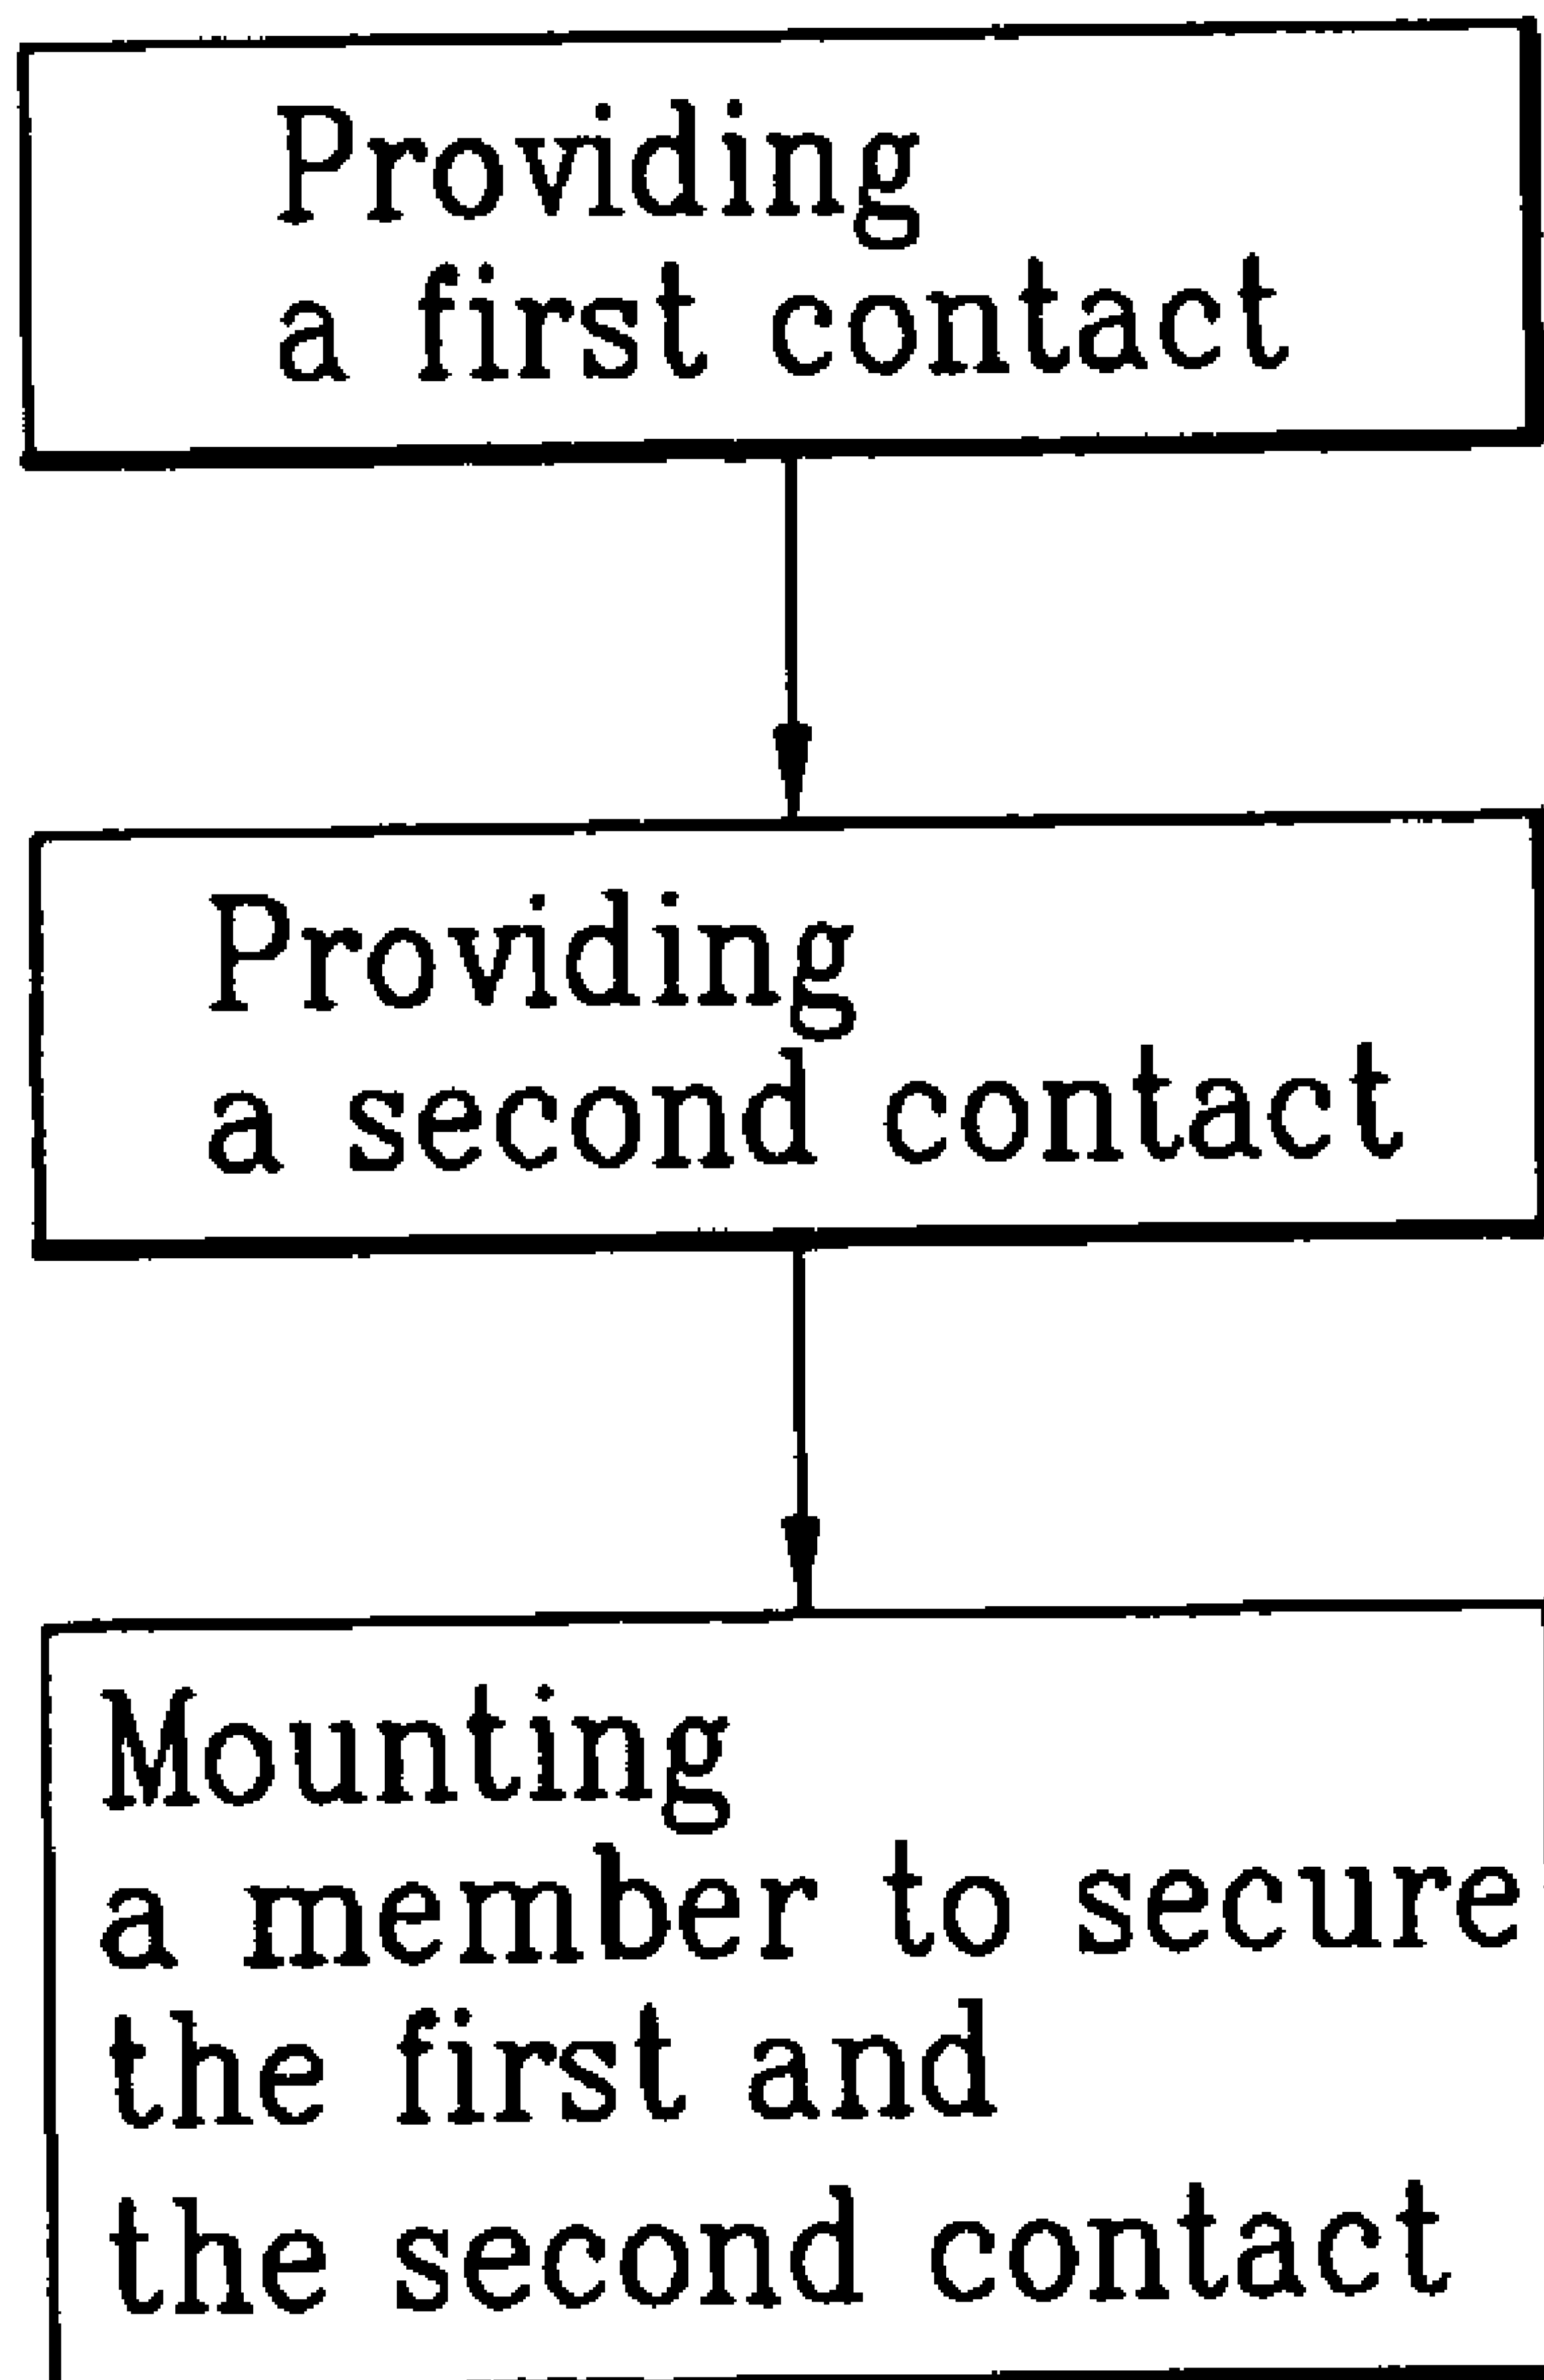 Providing
a first contact
Providing
a second contact
Mounting
a member to secure
the first and
the second contact